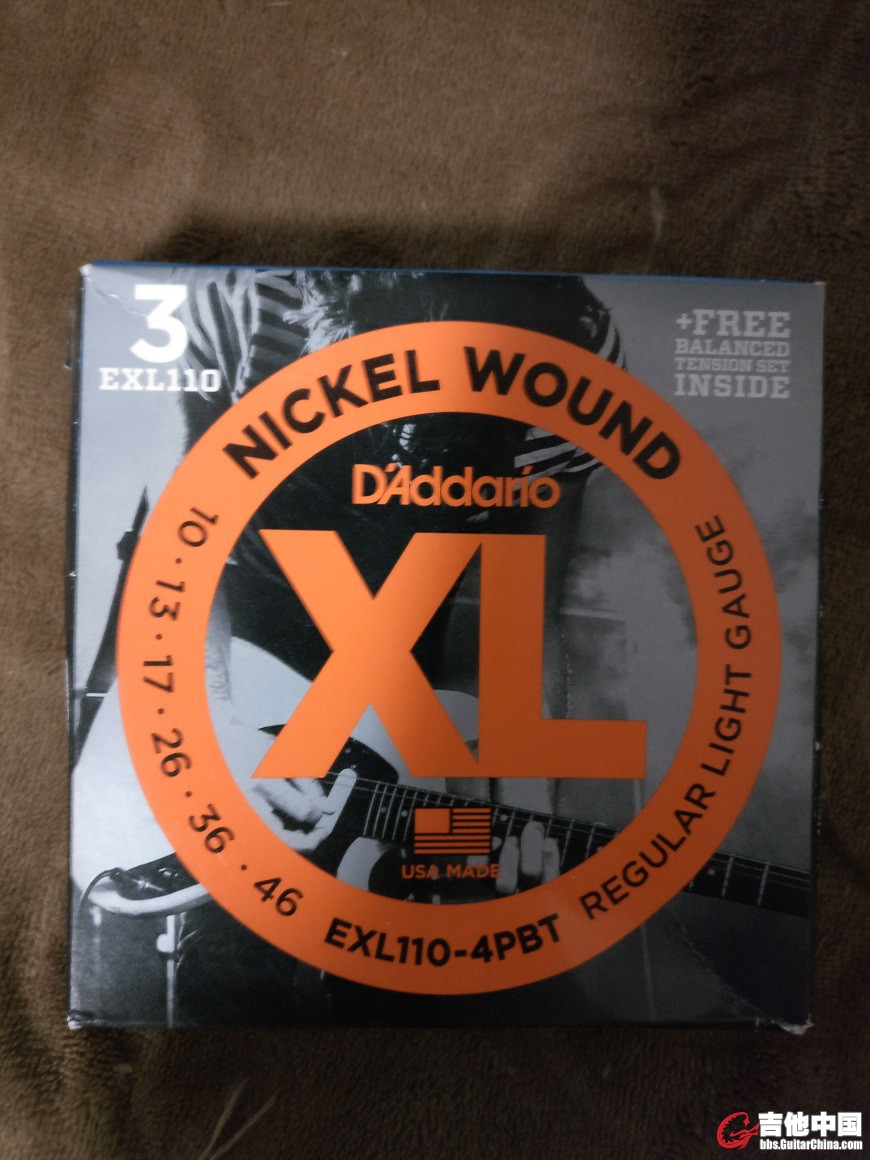 3
EXL110
+FREE
BALANCED
TENSION SET
INSIDE
NICKEL WOUND
D'Addario
XL
10 · 13 · 17 · 26 · 36 · 46
USA MADE
EXL110-4PBT
REGULAR LIGHT GAUGE
吉他中国
bbs.GuitarChina.com